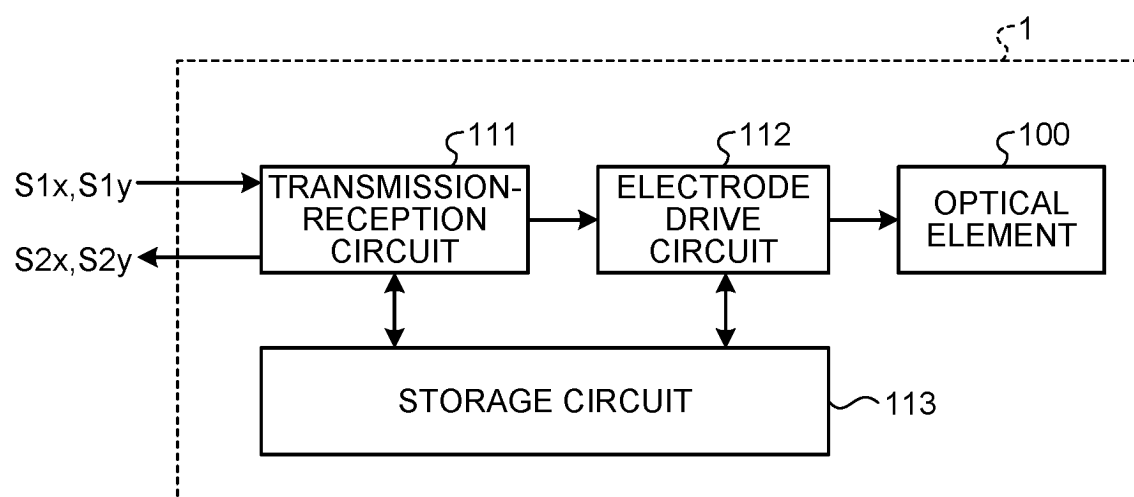 1
111
112
100
S1x,S1y
TRANSMISSION-
RECEPTION
CIRCUIT
ELECTRODE
DRIVE
CIRCUIT
OPTICAL
ELEMENT
S2x,S2y
STORAGE CIRCUIT
113